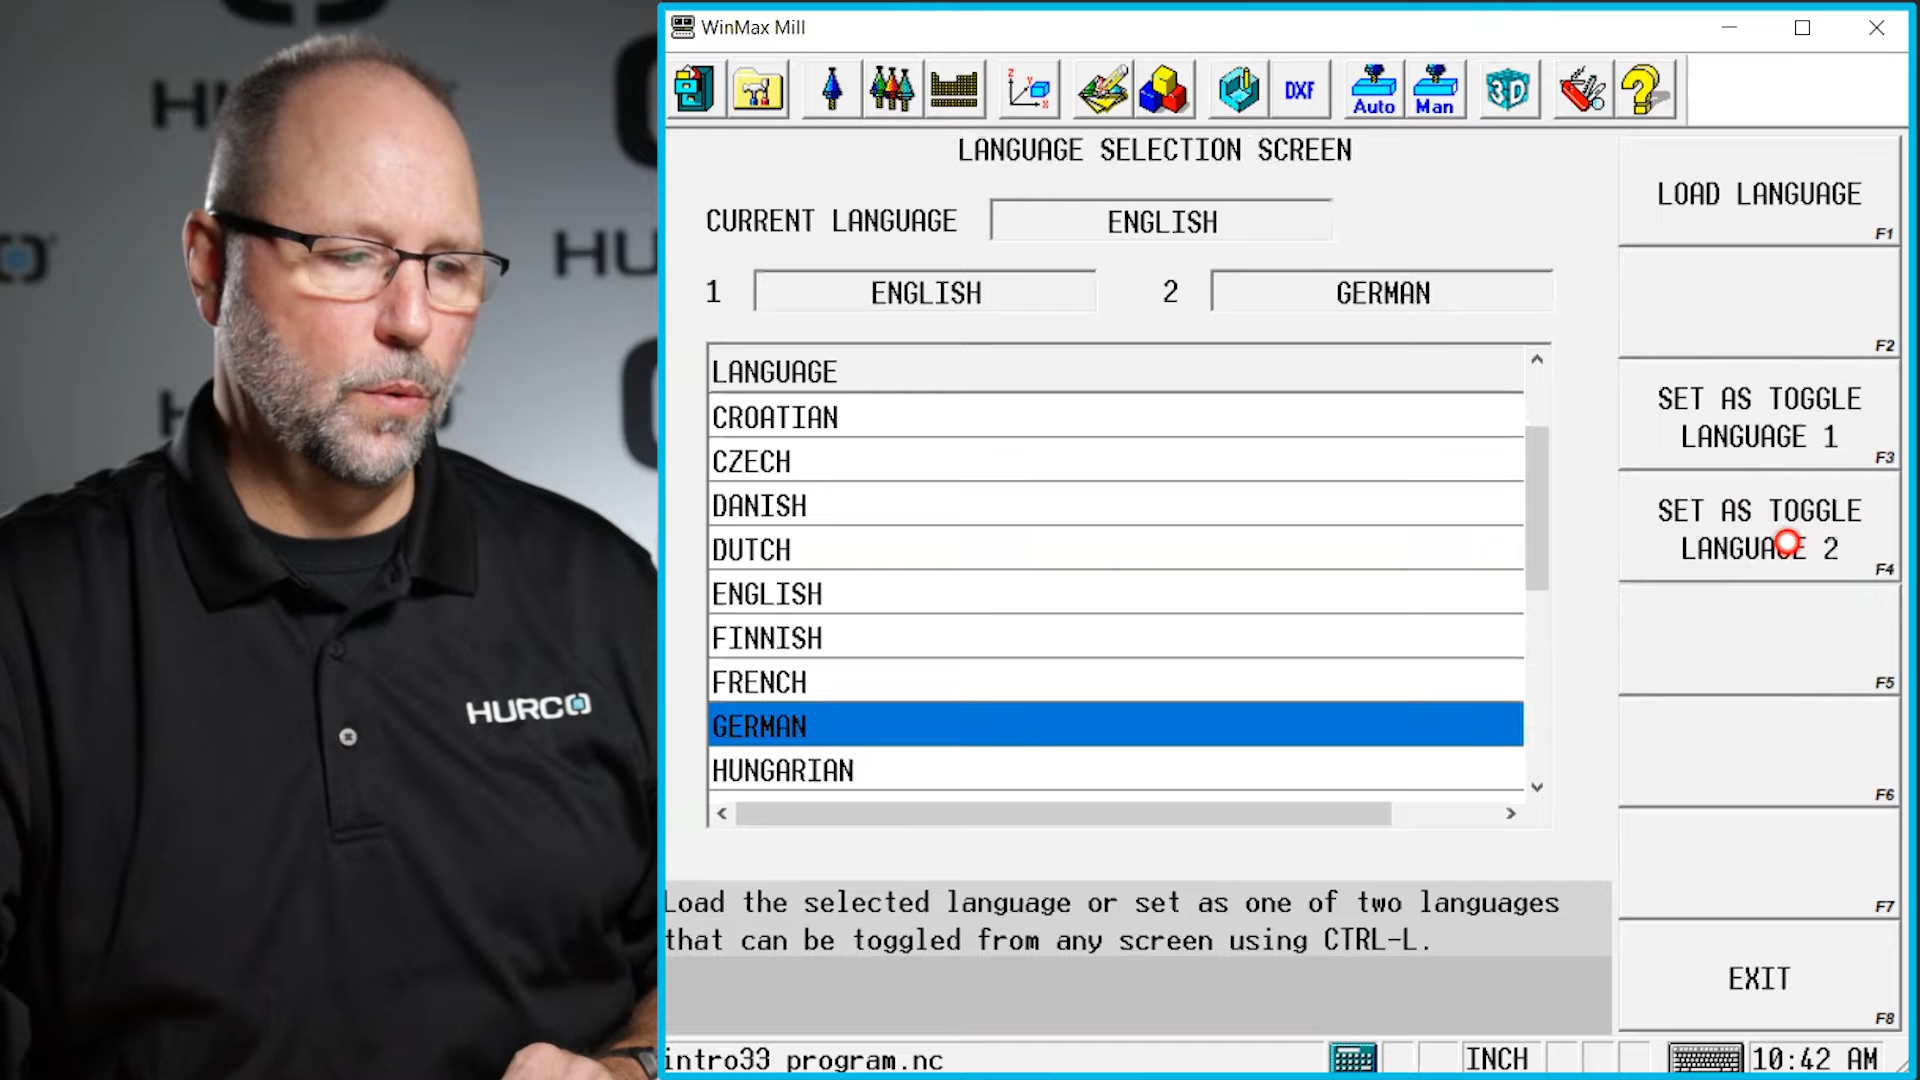 WinMax Mill
DXF
Auto
Man
3D
LANGUAGE SELECTION SCREEN
CURRENT LANGUAGE ENGLISH
1 ENGLISH 2 GERMAN
LANGUAGE
CROATIAN
CZECH
DANISH
DUTCH
ENGLISH
FINNISH
FRENCH
GERMAN
HUNGARIAN
Load the selected language or set as one of two languages
that can be toggled from any screen using CTRL-L.
LOAD LANGUAGE
F1
F2
SET AS TOGGLE
LANGUAGE 1
F3
SET AS TOGGLE
LANGUAGE 2
F4
F5
F6
F7
EXIT
F8
intro33 program.nc
INCH
10:42 AM
HURCO